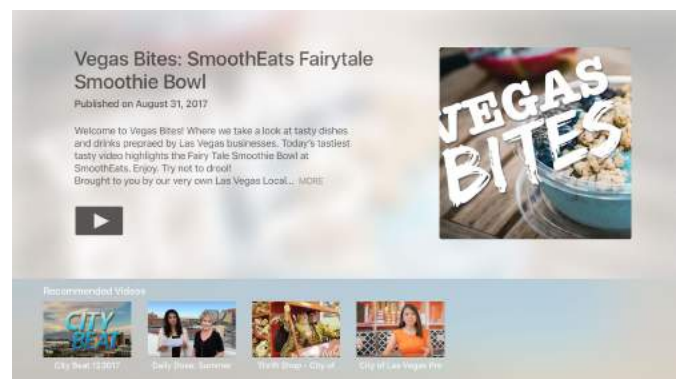 Vegas Bites: SmoothEats Fairytale
Smoothie Bowl
Published on August 31, 2017
Welcome to Vegas Bites! Where we take a look at tasty dishes
and drinks prepraed by Las Vegas businesses. Today's tastiest
tasty video highlights the Fairy Tale Smoothie Bowl at
SmoothEats. Enjoy. Try not to drool!
Brought to you by our very own Las Vegas Local... MORE
VEGAS
BITES
Recommended Videos
CITY
BEAT
City Beat 12.2017
Daily Dose: Summer
Thrift Shop - City of
City of Las Vegas Pre